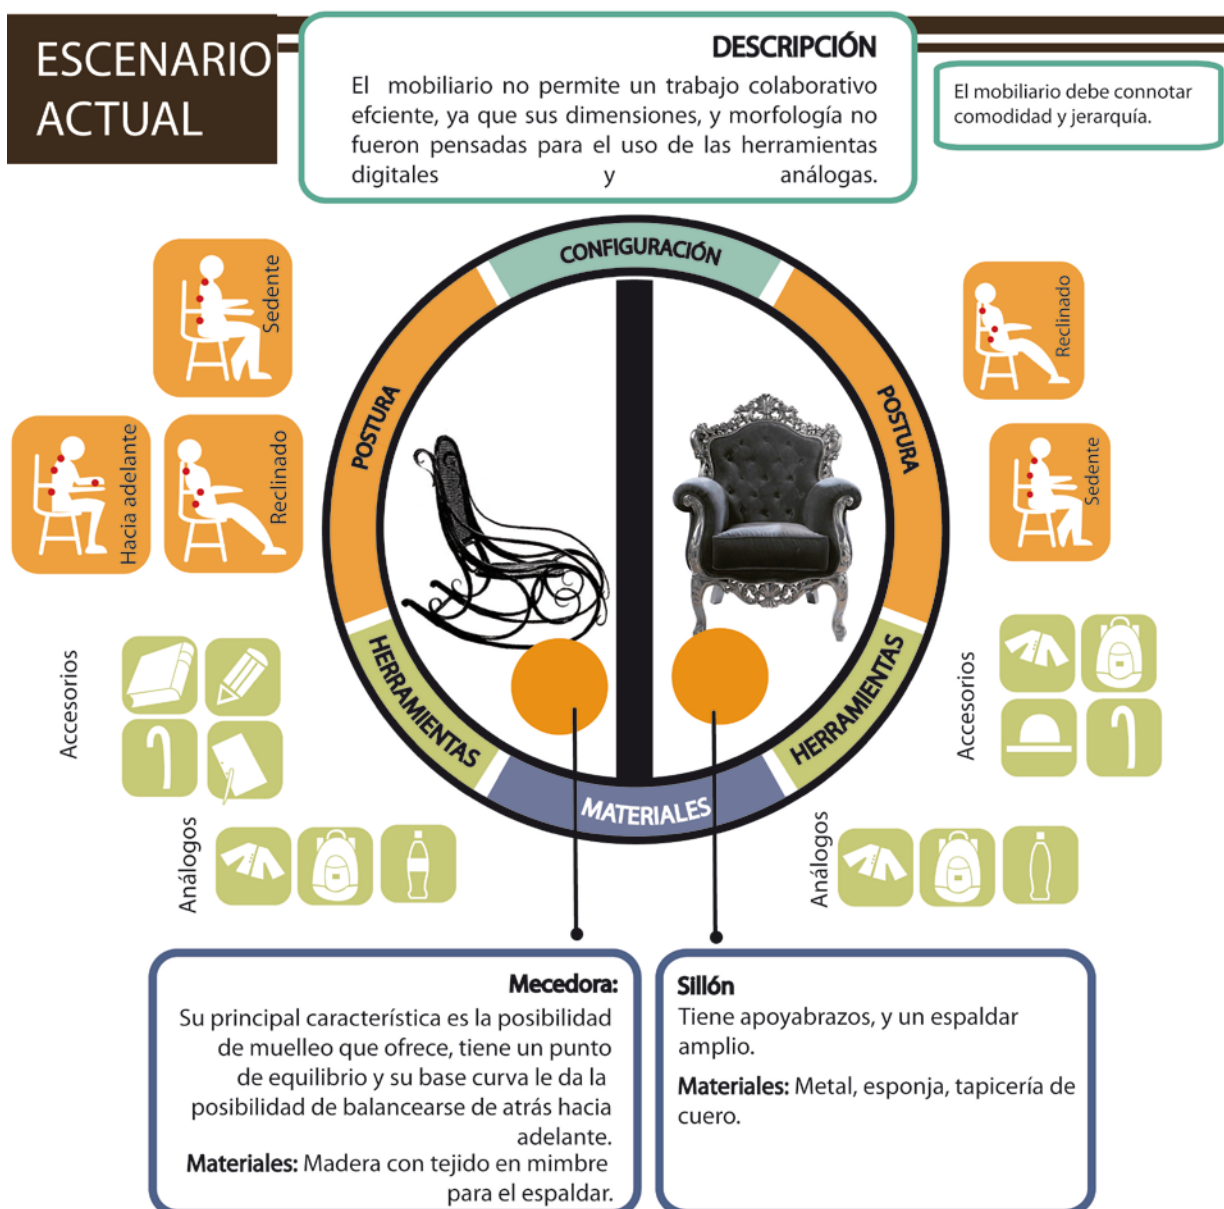 ESCENARIO
ACTUAL
DESCRIPCIÓN
El mobiliario no permite un trabajo colaborativo
efciente, ya que sus dimensiones, y morfología no
fueron pensadas para el uso de las herramientas
digitales y análogas.
El mobiliario debe connotar
comodidad y jerarquía.
CONFIGURACIÓN
POSTURA
POSTURA
HERRAMIENTAS
HERRAMIENTAS
MATERIALES
Sedente
Hacia adelante
Reclinado
Reclinado
Sedente
Accesorios
Accesorios
Análogos
Análogos
Mecedora:
Su principal característica es la posibilidad
de muelleo que ofrece, tiene un punto
de equilibrio y su base curva le da la
posibilidad de balancearse de atrás hacia
adelante.
Materiales: Madera con tejido en mimbre
para el espaldar.
Sillón
Tiene apoyabrazos, y un espaldar
amplio.
Materiales: Metal, esponja, tapicería de
cuero.